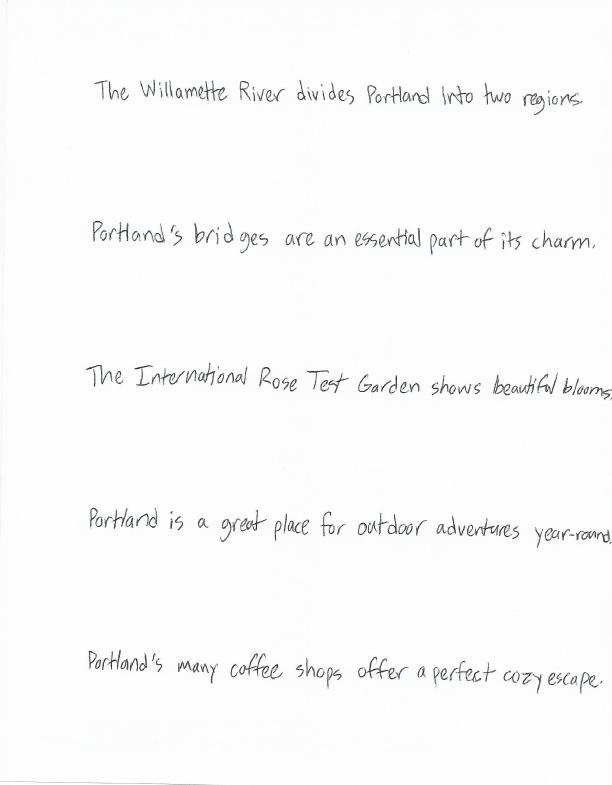 The Willamette River divides Portland into two regions.
Portland's bridges are an essential part of its charm.
The International Rose Test Garden shows beautiful blooms.
Portland is a great place for outdoor adventures year-round.
Portland's many coffee shops offer a perfect cozy escape.